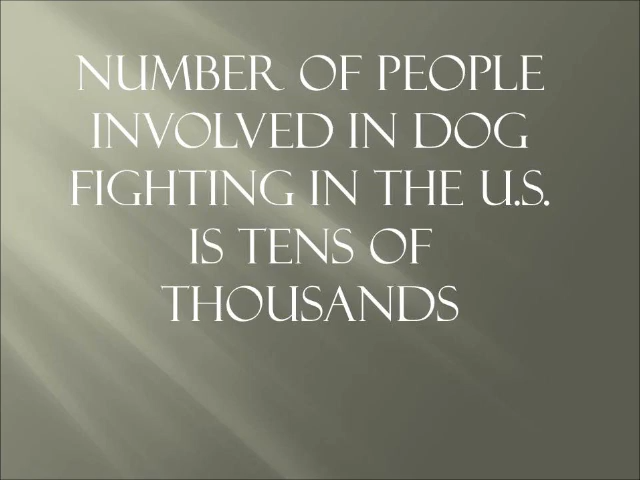 NUMBER OF PEOPLE
INVOLVED IN DOG
FIGHTING IN THE U.S.
IS TENS OF
THOUSANDS